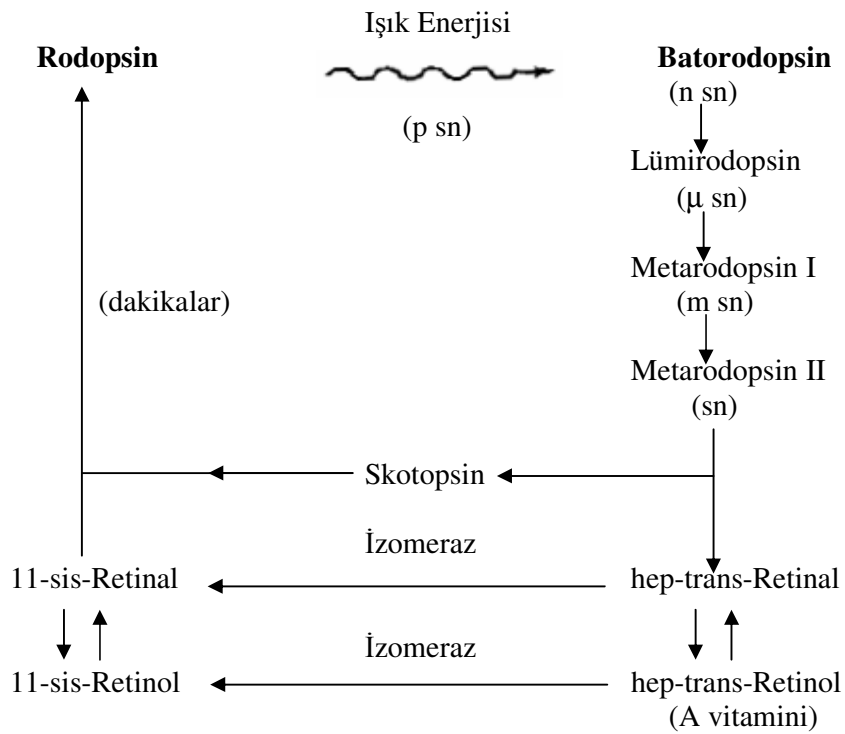 Işık Enerjisi
Rodopsin
Batorodopsin
(n sn)
(p sn)
Lümirodopsin
(μ sn)
Metarodopsin I
(m sn)
(dakikalar)
Metarodopsin II
(sn)
Skotopsin
İzomeraz
11-sis-Retinal
hep-trans-Retinal
İzomeraz
11-sis-Retinol
hep-trans-Retinol
(A vitamini)